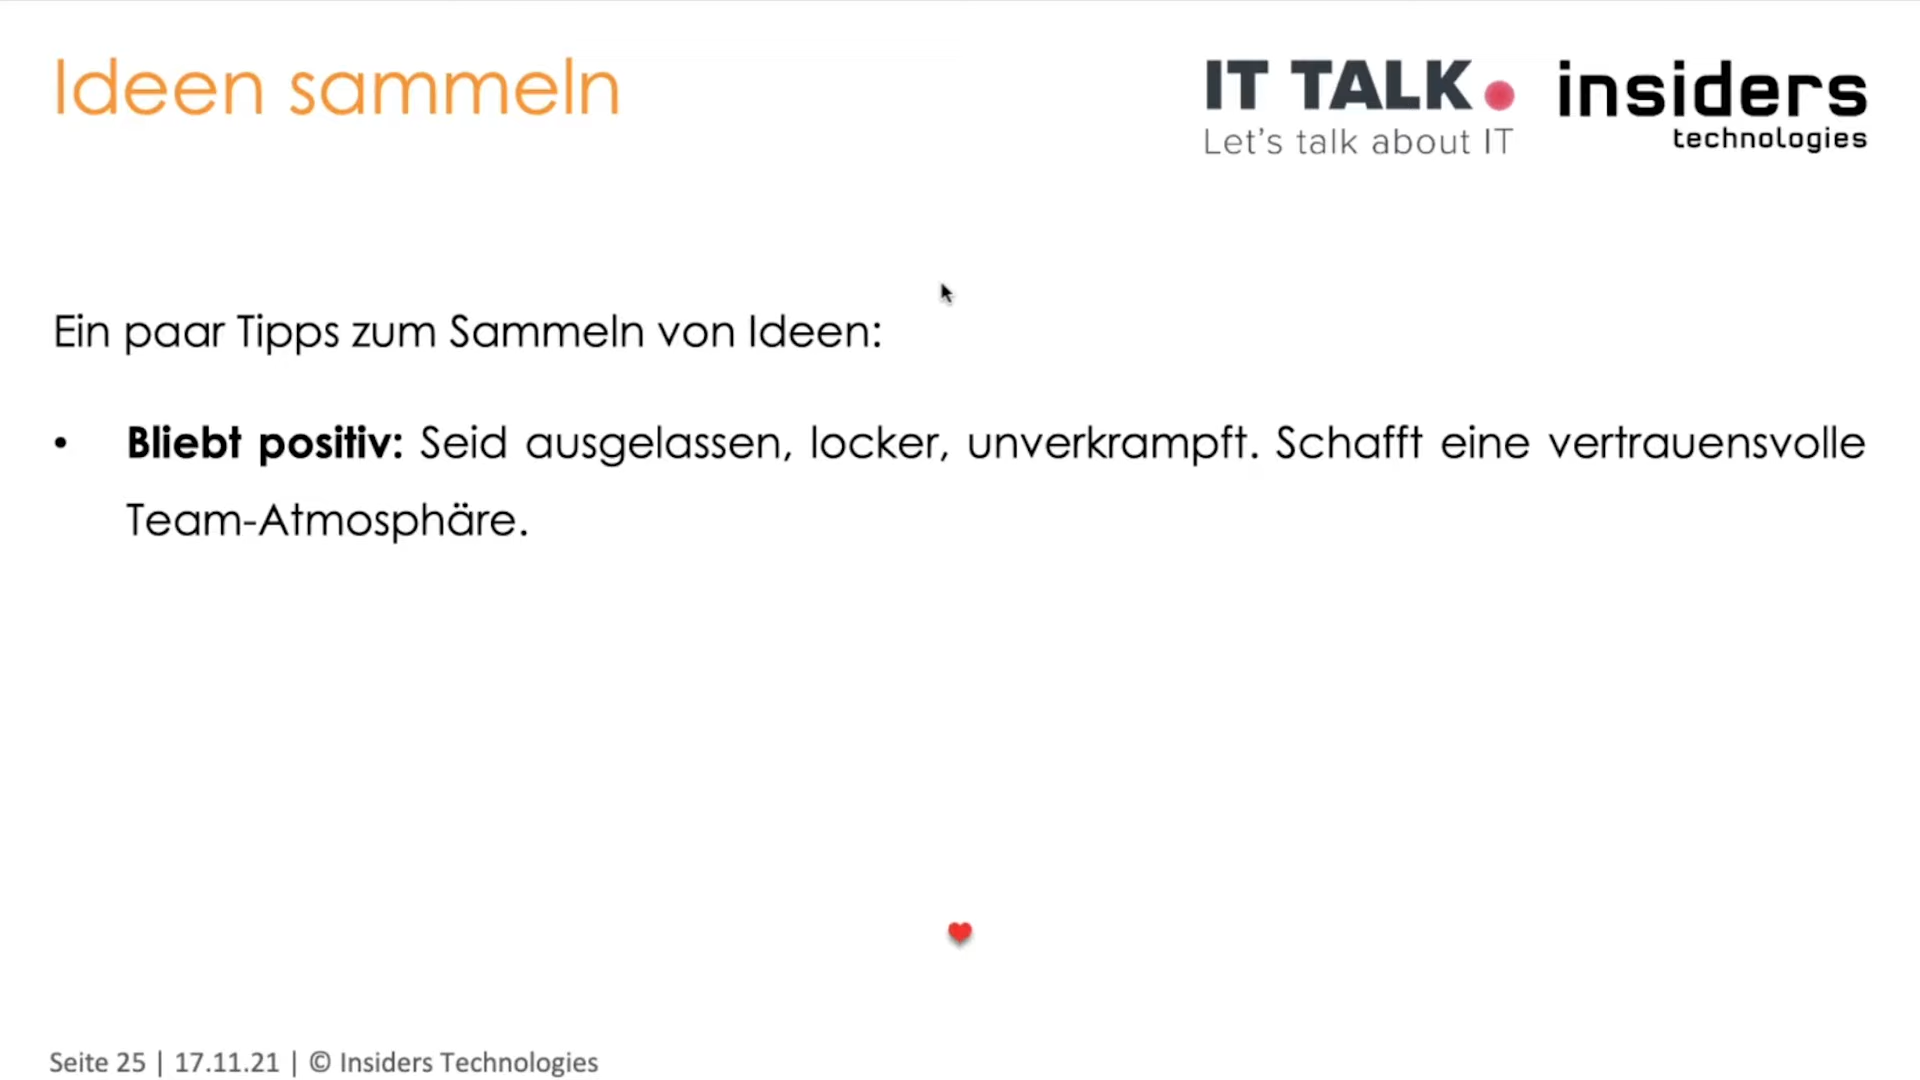 Ideen sammeln
IT TALK.
Let's talk about IT
insiders
technologies
Ein paar Tipps zum Sammeln von Ideen:
• Bliebt positiv: Seid ausgelassen, locker, unverkrampft. Schafft eine vertrauensvolle
Team-Atmosphäre.
Seite 25 | 17.11.21 | © Insiders Technologies